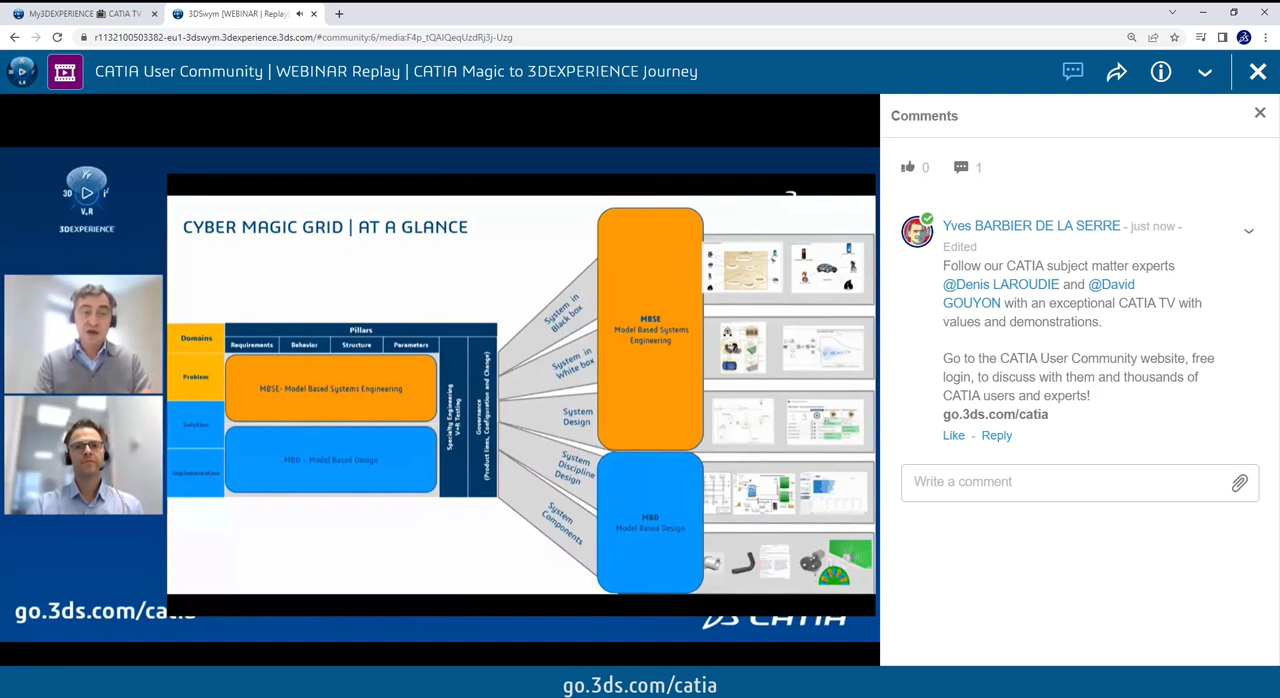 My3DEXPERIENCE
CATIA TV
3DSwym [WEBINAR | Replay]
r1132100503382-eu1-3dswym.3dexperience.3ds.com/#community:6/media:F4p_tQAIQeqUzdRj3j-Uzg
CATIA User Community | WEBINAR Replay | CATIA Magic to 3DEXPERIENCE Journey
3D
V,R
3DEXPERIENCE
CYBER MAGIC GRID | AT A GLANCE
Domains
Pillars
Requirements
Behavior
Structure
Parameters
Problem
MBSE- Model Based Systems Engineering
Solution
MBD – Model Based Design
Implementation
Specialty Engineering
V+R Testing
Governance
(Product lines, Configuration and Change)
System in
Black box
System in
White box
System
Design
System
Discipline
Design
System
Components
MBSE
Model Based Systems
Engineering
MBD
Model Based Design
go.3ds.com/ca
CATIA
Comments
0
1
Yves BARBIER DE LA SERRE - just now -
Edited
Follow our CATIA subject matter experts
@Denis LAROUDIE and @David
GOUYON with an exceptional CATIA TV with
values and demonstrations.
Go to the CATIA User Community website, free
login, to discuss with them and thousands of
CATIA users and experts!
go.3ds.com/catia
Like - Reply
Write a comment
go.3ds.com/catia